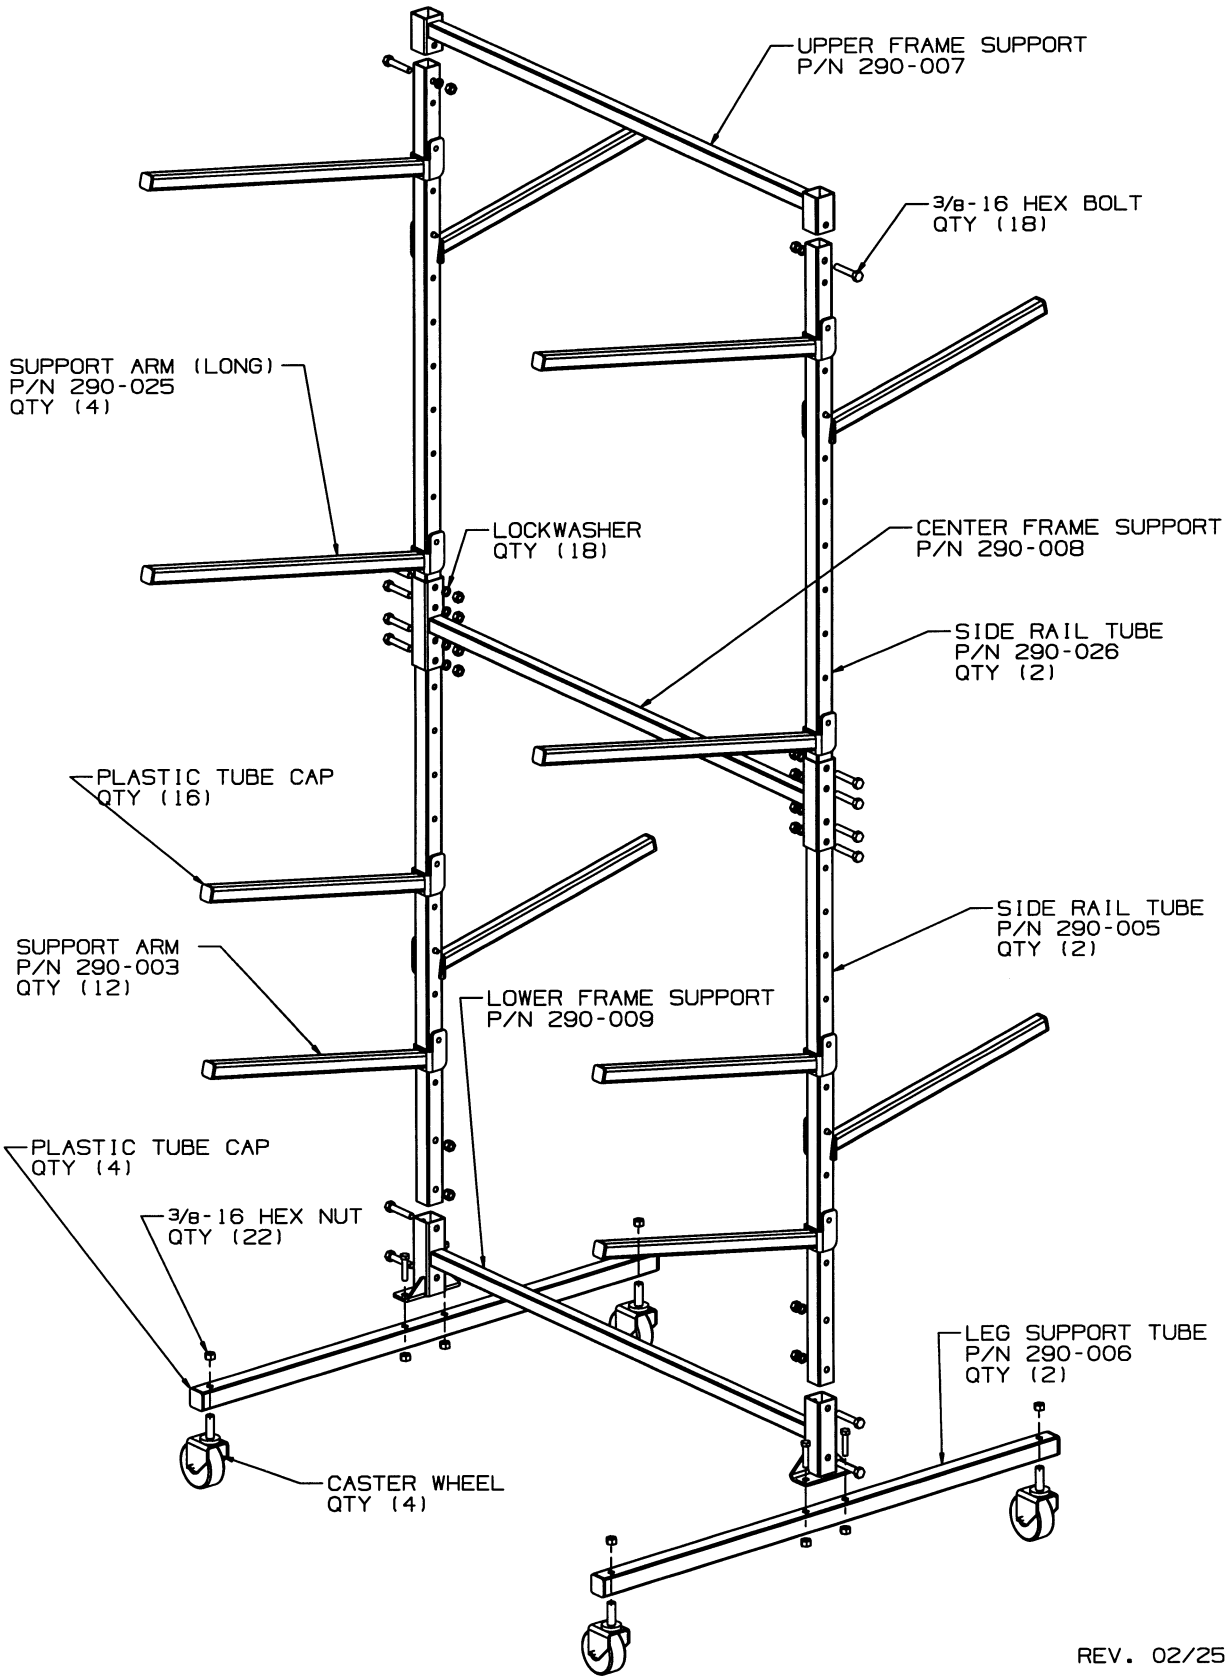 UPPER FRAME SUPPORT
P/N 290-007
3/8-16 HEX BOLT
QTY (18)
SUPPORT ARM (LONG)
P/N 290-025
QTY (4)
LOCKWASHER
QTY (18)
CENTER FRAME SUPPORT
P/N 290-008
SIDE RAIL TUBE
P/N 290-026
QTY (2)
PLASTIC TUBE CAP
QTY (16)
SIDE RAIL TUBE
P/N 290-005
QTY (2)
SUPPORT ARM
P/N 290-003
QTY (12)
LOWER FRAME SUPPORT
P/N 290-009
PLASTIC TUBE CAP
QTY (4)
3/8-16 HEX NUT
QTY (22)
LEG SUPPORT TUBE
P/N 290-006
QTY (2)
CASTER WHEEL
QTY (4)
REV. 02/25